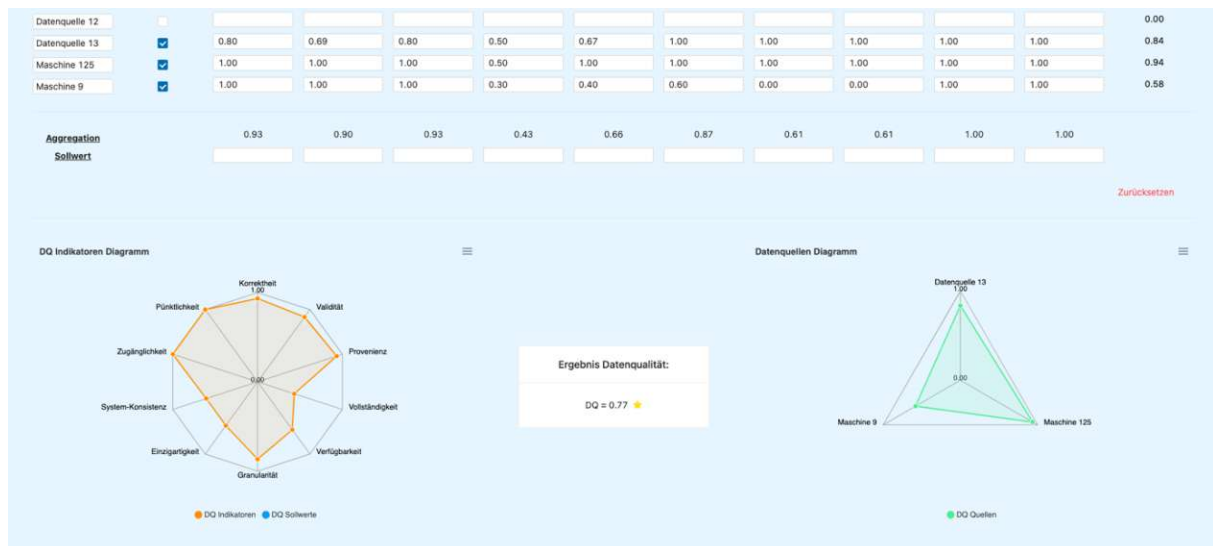 Datenquelle 12 0.00
Datenquelle 13 0.80 0.69 0.80 0.50 0.67 1.00 1.00 1.00 1.00 1.00 0.84
Maschine 125 1.00 1.00 1.00 0.50 1.00 1.00 1.00 1.00 1.00 1.00 0.94
Maschine 9 1.00 1.00 1.00 0.30 0.40 0.60 0.00 0.00 1.00 1.00 0.58
Aggregation 0.93 0.90 0.93 0.43 0.66 0.87 0.61 0.61 1.00 1.00
Sollwert
Zurücksetzen
DQ Indikatoren Diagramm
Korrektheit
1.00
Pünktlichkeit
Validität
Zugänglichkeit
Provenienz
0.00
System-Konsistenz
Vollständigkeit
Einzigartigkeit
Verfügbarkeit
Granularität
DQ Indikatoren DQ Sollwerte
Ergebnis Datenqualität:
DQ = 0.77
Datenquellen Diagramm
Datenquelle 13
1.00
0.00
Maschine 9
Maschine 125
DQ Quellen